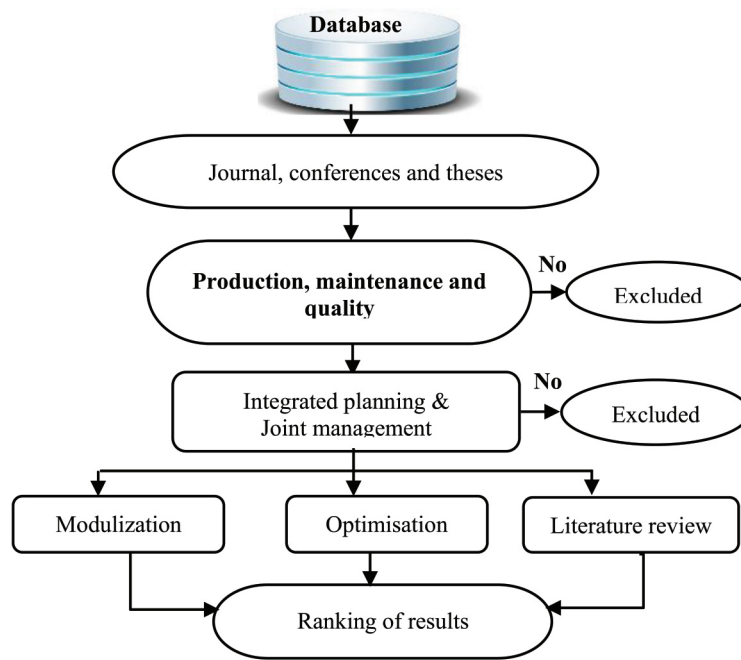 Database
Journal, conferences and theses
Production, maintenance and
quality
No
Excluded
Integrated planning &
Joint management
No
Excluded
Modulization
Optimisation
Literature review
Ranking of results